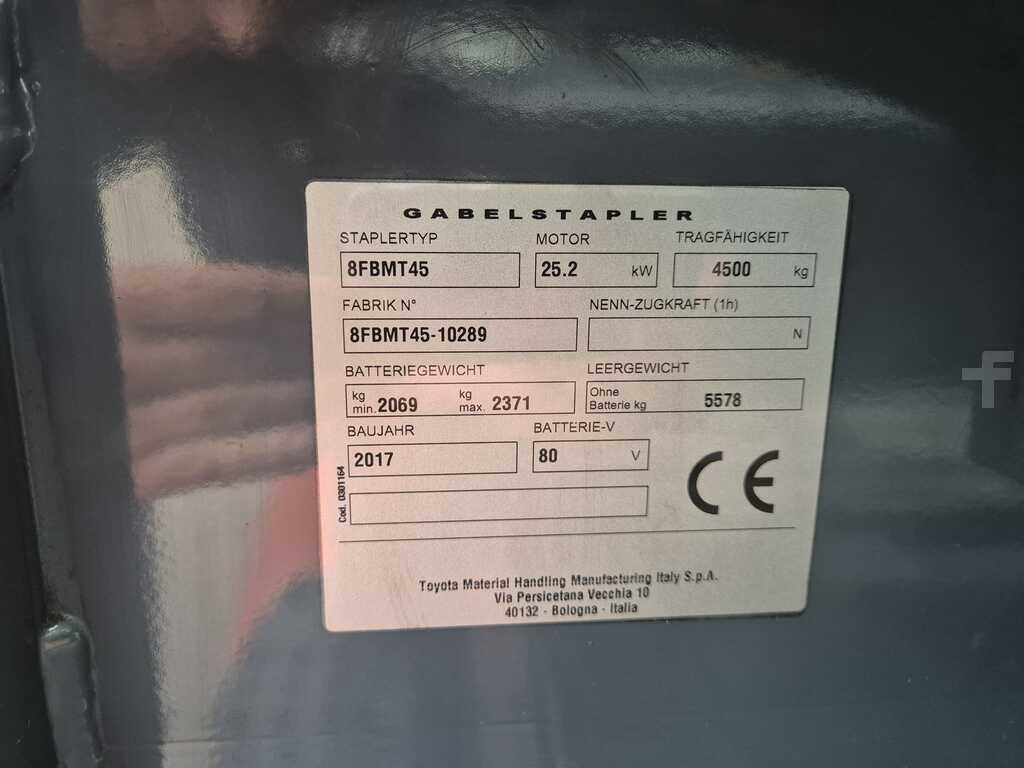 GABELSTAPLER
STAPLERTYP MOTOR TRAGFÄHIGKEIT
8FBMT45 25.2 kW 4500 kg
FABRIK N° NENN-ZUGKRAFT (1h)
8FBMT45-10289 N
BATTERIEGEWICHT LEERGEWICHT
kg min. 2069 kg max. 2371 Ohne Batterie kg 5578
BAUJAHR BATTERIE-V
2017 80 V
CE
Cod. 0301164
Toyota Material Handling Manufacturing Italy S.p.A.
Via Persicetana Vecchia 10
40132 - Bologna - Italia
f